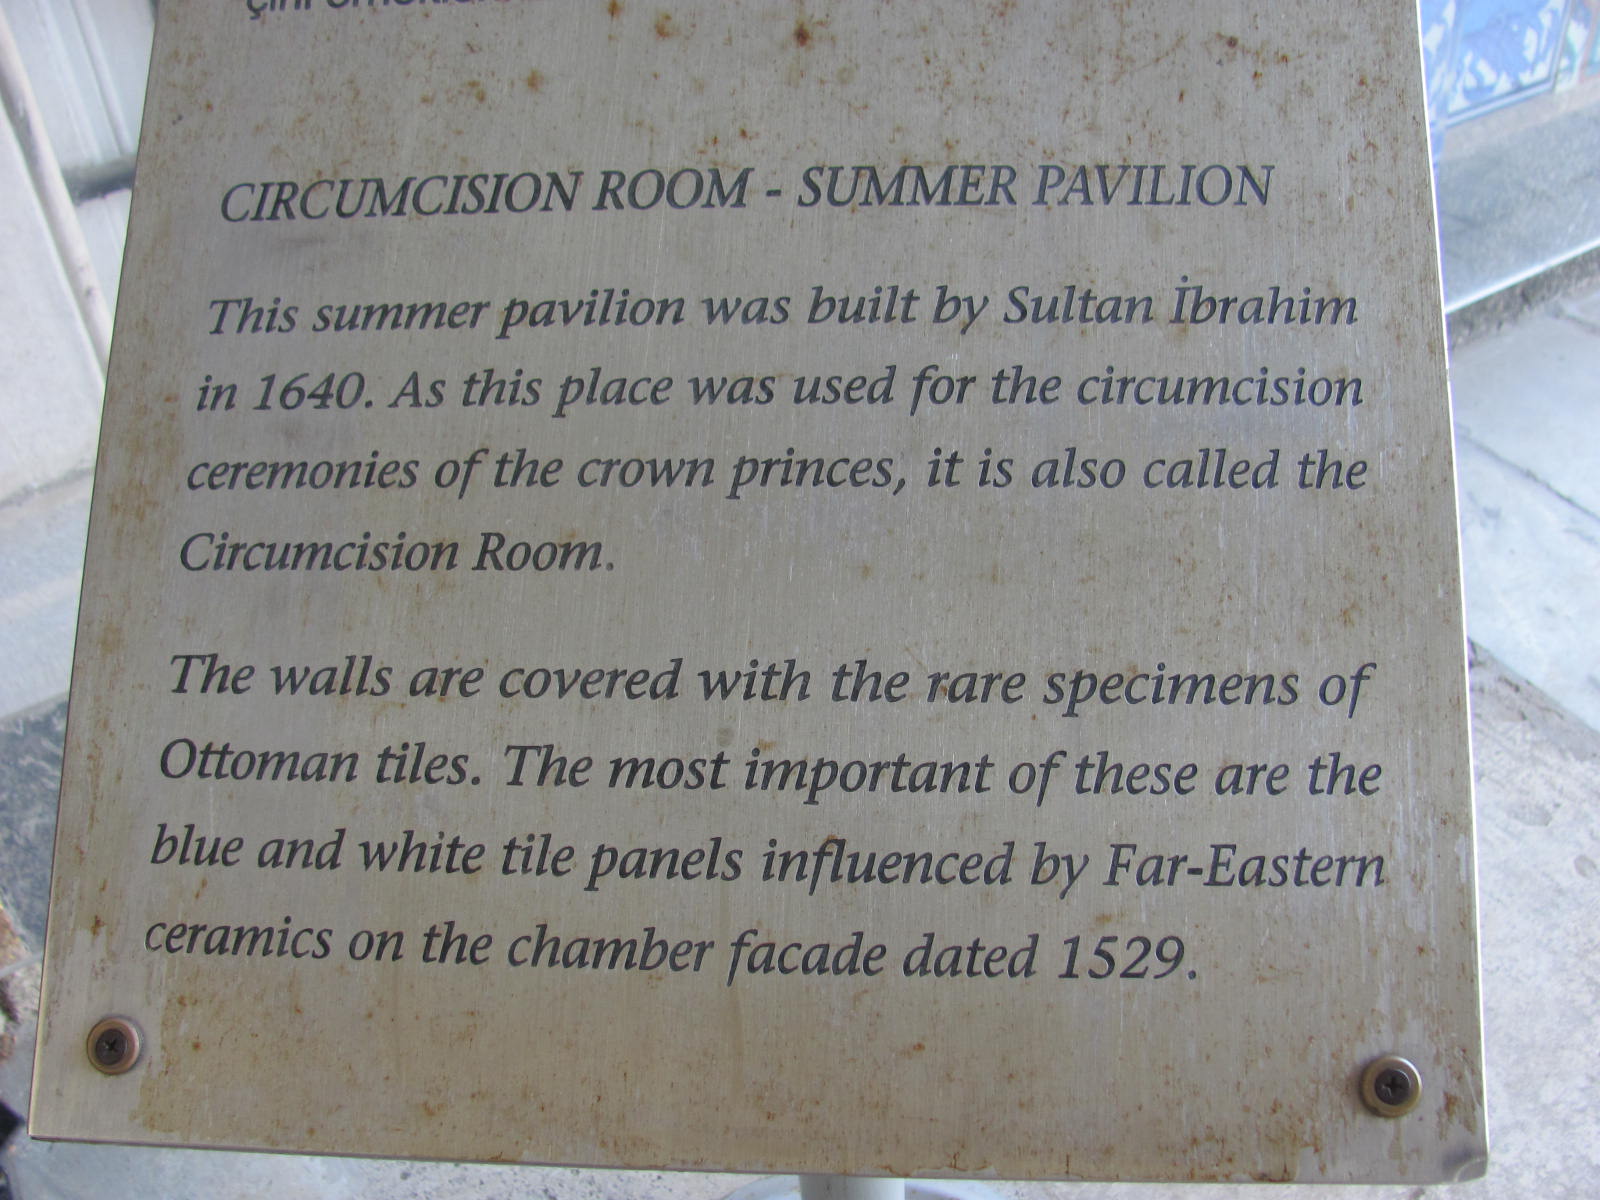 CIRCUMCISION ROOM - SUMMER PAVILION
This summer pavilion was built by Sultan İbrahim
in 1640. As this place was used for the circumcision
ceremonies of the crown princes, it is also called the
Circumcision Room.
The walls are covered with the rare specimens of
Ottoman tiles. The most important of these are the
blue and white tile panels influenced by Far-Eastern
ceramics on the chamber facade dated 1529.